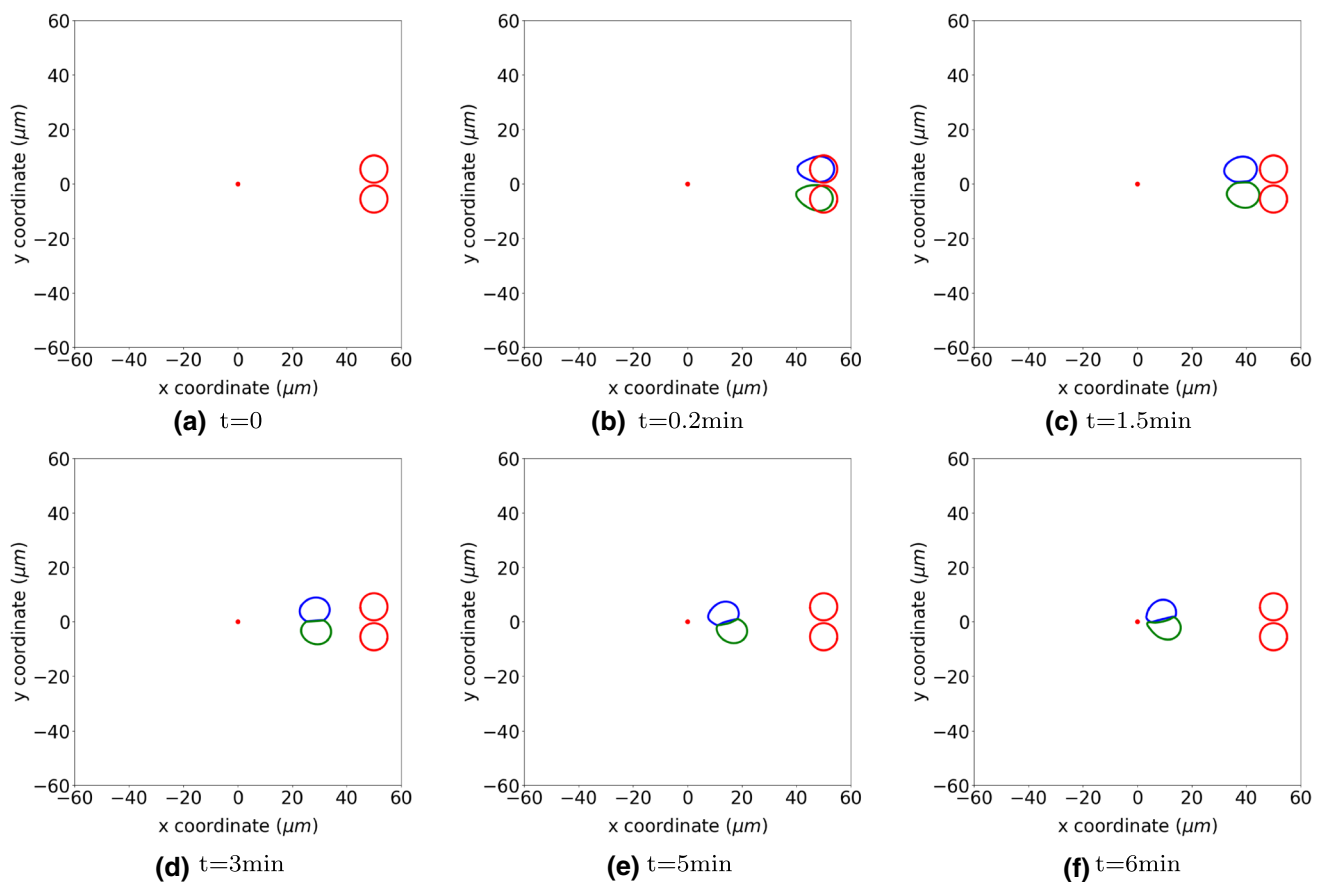 60
40
20
0
−20
−40
−60
−60 −40 −20 0 20 40 60
y coordinate (μm)
x coordinate (μm)
(a) t=0
60
40
20
0
−20
−40
−60
−60 −40 −20 0 20 40 60
y coordinate (μm)
x coordinate (μm)
(b) t=0.2min
60
40
20
0
−20
−40
−60
−60 −40 −20 0 20 40 60
y coordinate (μm)
x coordinate (μm)
(c) t=1.5min
60
40
20
0
−20
−40
−60
−60 −40 −20 0 20 40 60
y coordinate (μm)
x coordinate (μm)
(d) t=3min
60
40
20
0
−20
−40
−60
−60 −40 −20 0 20 40 60
y coordinate (μm)
x coordinate (μm)
(e) t=5min
60
40
20
0
−20
−40
−60
−60 −40 −20 0 20 40 60
y coordinate (μm)
x coordinate (μm)
(f) t=6min